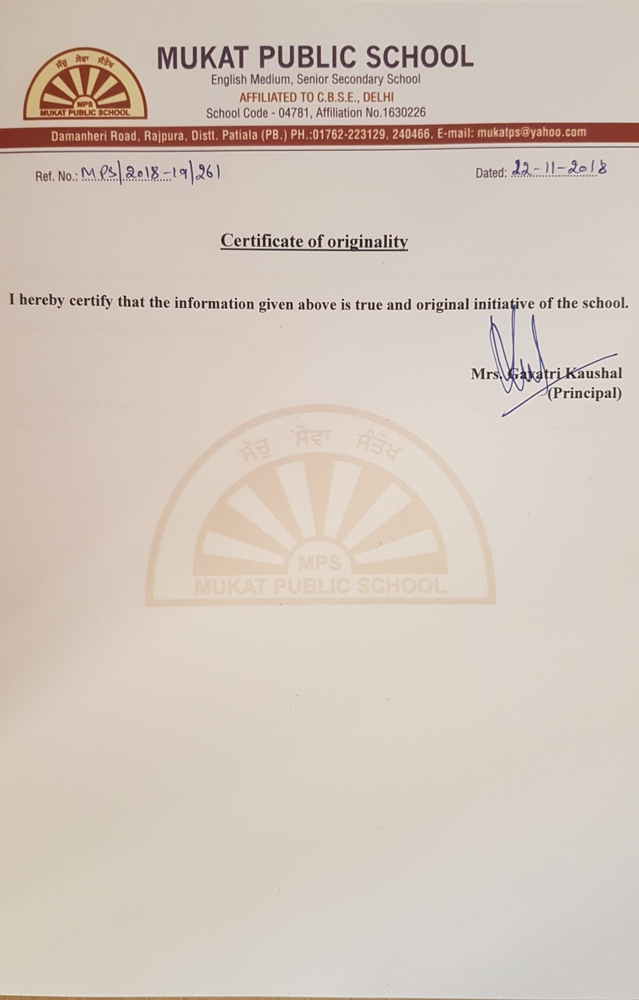 ਸੱਚੁ ਸੇਵਾ ਸੰਤੋਖ
MPS
MUKAT PUBLIC SCHOOL
MUKAT PUBLIC SCHOOL
English Medium, Senior Secondary School
AFFILIATED TO C.B.S.E., DELHI
School Code - 04781, Affiliation No.1630226
Damanheri Road, Rajpura, Distt. Patiala (PB.) PH.:01762-223129, 240466, E-mail: mukatps@yahoo.com
Ref. No.: MPS/2018-19/261
Dated: 22-11-2018
Certificate of originality
I hereby certify that the information given above is true and original initiative of the school.
Mrs. Gayatri Kaushal
(Principal)
ਸੱਚੁ ਸੇਵਾ ਸੰਤੋਖ
MPS
MUKAT PUBLIC SCHOOL